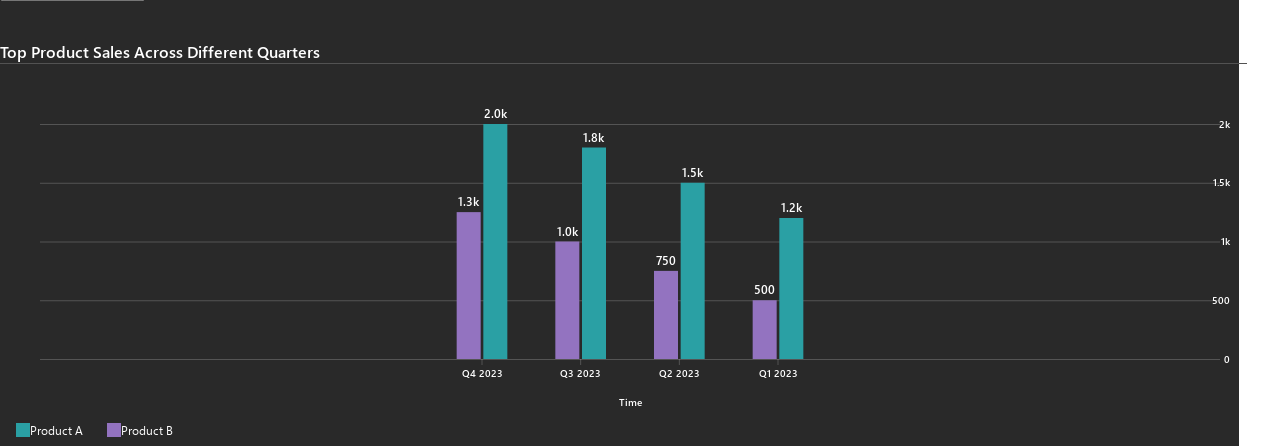 Top Product Sales Across Different Quarters
2.0k
1.8k
1.5k
1.2k
1.3k
1.0k
750
500
2k
1.5k
1k
500
0
Q4 2023 Q3 2023 Q2 2023 Q1 2023
Time
Product A Product B